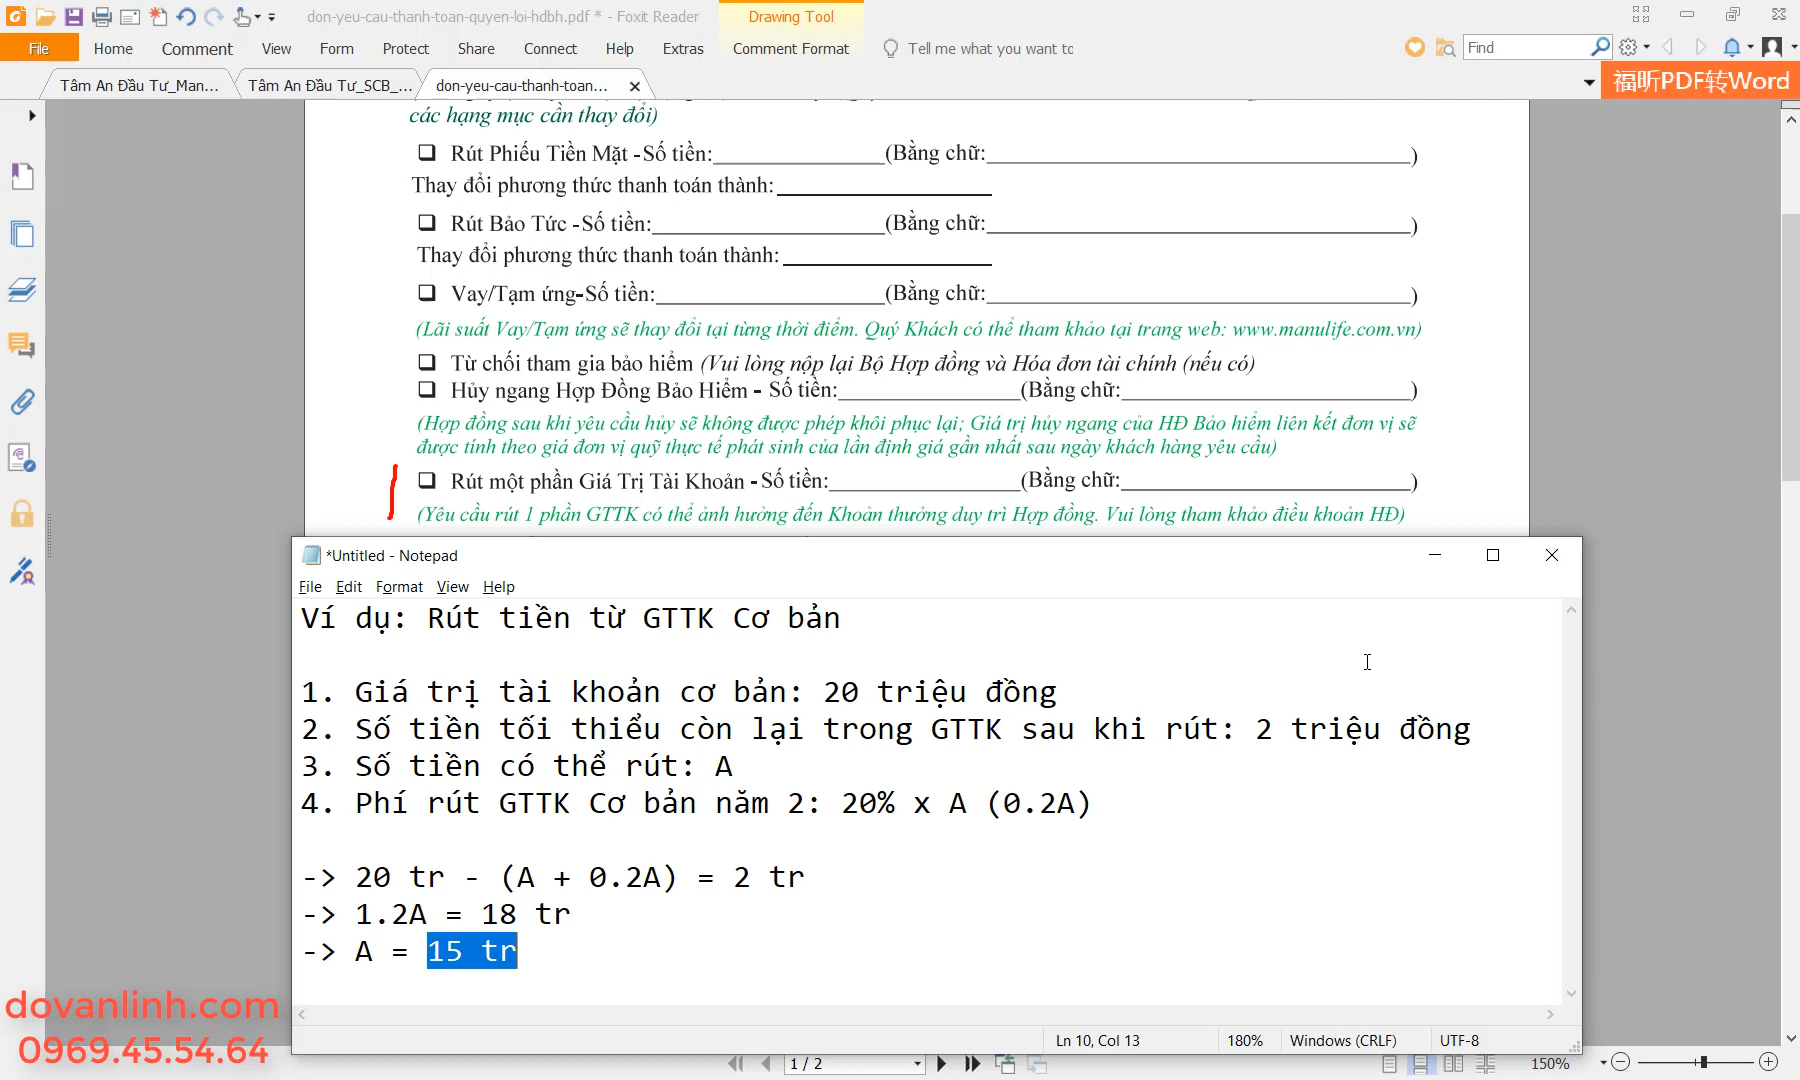 don-yeu-cau-thanh-toan-quyen-loi-hdbh.pdf * - Foxit Reader
Drawing Tool
File Home Comment View Form Protect Share Connect Help Extras Comment Format Tell me what you want to Find
Tâm An Đầu Tư_Man... Tâm An Đầu Tư_SCB_... don-yeu-cau-thanh-toan... 福昕PDF转Word
các hạng mục cần thay đổi)
❑ Rút Phiếu Tiền Mặt -Số tiền:_______________(Bằng chữ:_______________)
Thay đổi phương thức thanh toán thành:_______________
❑ Rút Bảo Tức -Số tiền:_______________(Bằng chữ:_______________)
Thay đổi phương thức thanh toán thành:_______________
❑ Vay/Tạm ứng-Số tiền:_______________(Bằng chữ:_______________)
(Lãi suất Vay/Tạm ứng sẽ thay đổi tại từng thời điểm. Quý Khách có thể tham khảo tại trang web: www.manulife.com.vn)
❑ Từ chối tham gia bảo hiểm (Vui lòng nộp lại Bộ Hợp đồng và Hóa đơn tài chính (nếu có)
❑ Hủy ngang Hợp Đồng Bảo Hiểm - Số tiền:_______________(Bằng chữ:_______________)
(Hợp đồng sau khi yêu cầu hủy sẽ không được phép khôi phục lại; Giá trị hủy ngang của HĐ Bảo hiểm liên kết đơn vị sẽ
được tính theo giá đơn vị quỹ thực tế phát sinh của lần định giá gần nhất sau ngày khách hàng yêu cầu)
❑ Rút một phần Giá Trị Tài Khoản -Số tiền:_______________(Bằng chữ:_______________)
(Yêu cầu rút 1 phần GTTK có thể ảnh hưởng đến Khoản thưởng duy trì Hợp đồng. Vui lòng tham khảo điều khoản HĐ)
*Untitled - Notepad
File Edit Format View Help
Ví dụ: Rút tiền từ GTTK Cơ bản
1. Giá trị tài khoản cơ bản: 20 triệu đồng
2. Số tiền tối thiểu còn lại trong GTTK sau khi rút: 2 triệu đồng
3. Số tiền có thể rút: A
4. Phí rút GTTK Cơ bản năm 2: 20% x A (0.2A)
-> 20 tr - (A + 0.2A) = 2 tr
-> 1.2A = 18 tr
-> A = 15 tr
Ln 10, Col 13 180% Windows (CRLF) UTF-8
dovanlinh.com
0969.45.54.64
1 / 2 150%